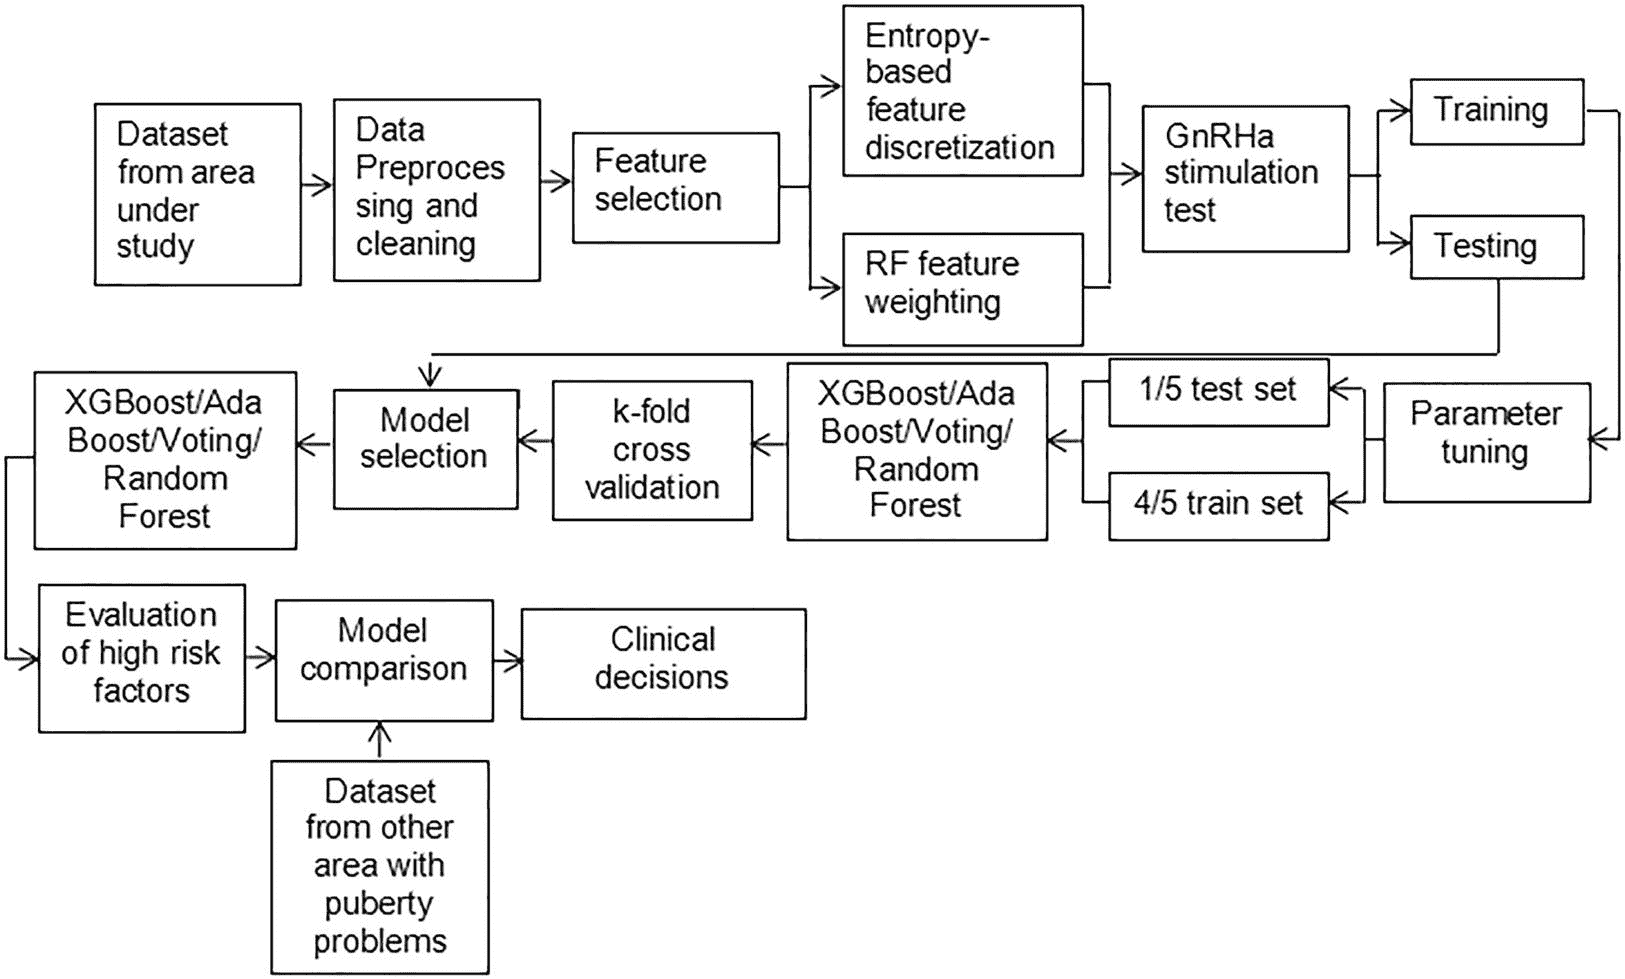 Dataset
from area
under
study
Data
Preproces
sing and
cleaning
Feature
selection
Entropy-
based
feature
discretization
RF feature
weighting
GnRHa
stimulation
test
Training
Testing
Parameter
tuning
1/5 test set
4/5 train set
XGBoost/Ada
Boost/Voting/
Random
Forest
k-fold
cross
validation
Model
selection
XGBoost/Ada
Boost/Voting/
Random
Forest
Evaluation
of high risk
factors
Model
comparison
Clinical
decisions
Dataset
from other
area with
puberty
problems